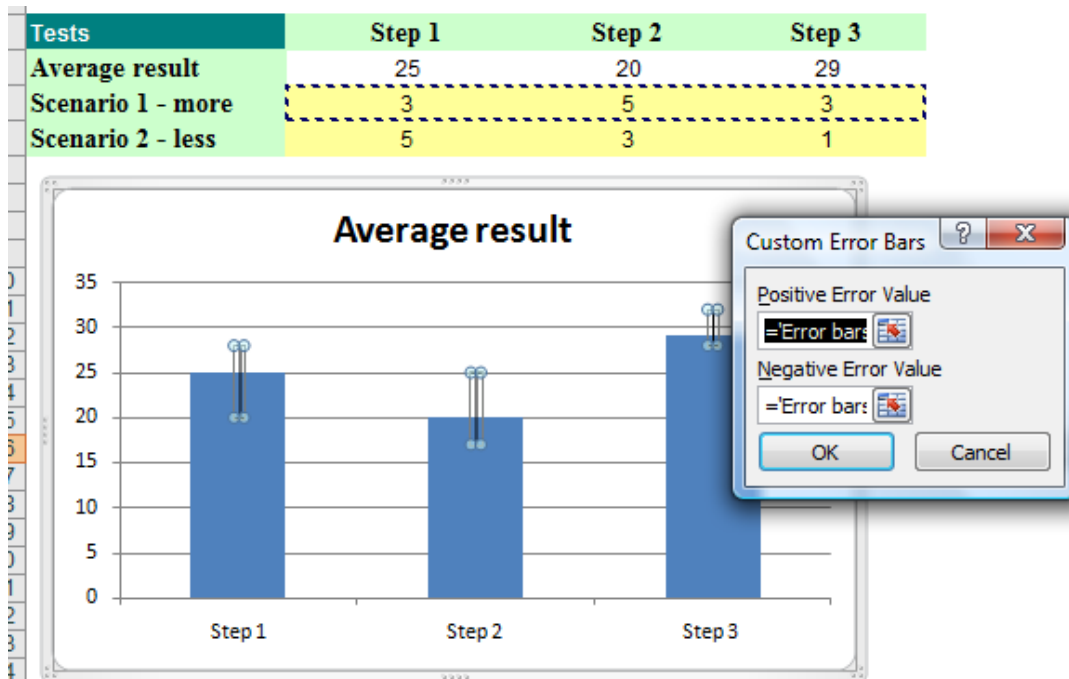 Tests Step 1 Step 2 Step 3
Average result 25 20 29
Scenario 1 - more 3 5 3
Scenario 2 - less 5 3 1
Average result
Custom Error Bars ? X
Positive Error Value
='Error bars
Negative Error Value
='Error bars
OK Cancel
35
30
25
20
15
10
5
0
Step 1 Step 2 Step 3